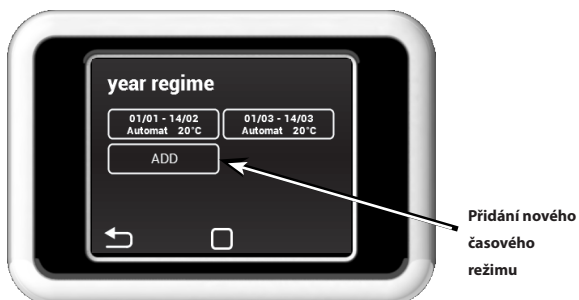 year regime
01/01 - 14/02
Automat 20°C
01/03 - 14/03
Automat 20°C
ADD
Přidání nového
časového
režimu